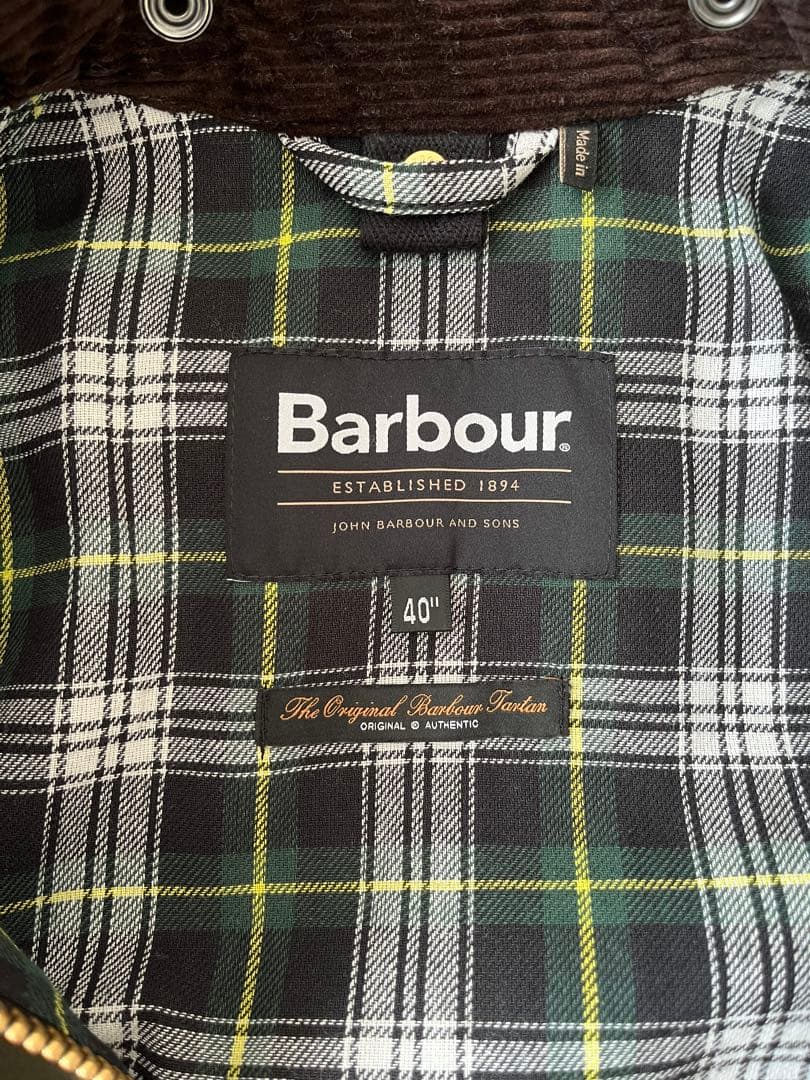 Made in
Barbour®
ESTABLISHED 1894
JOHN BARBOUR AND SONS
40"
The Original Barbour Tartan
ORIGINAL © AUTHENTIC